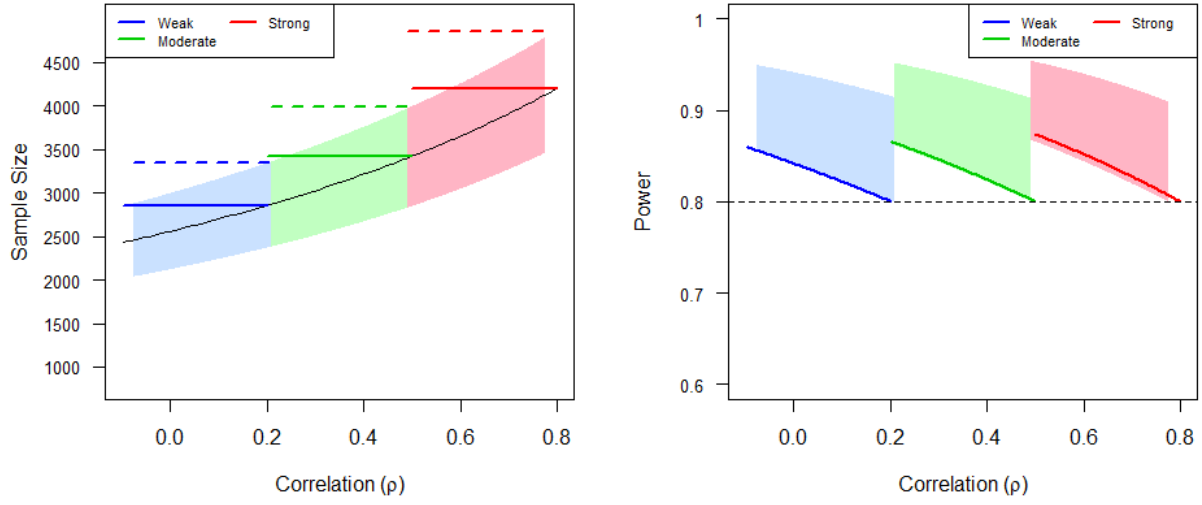 Weak
Strong
Moderate
4500
4000
3500
3000
2500
2000
1500
1000
Sample Size
0.0
0.2
0.4
0.6
0.8
Correlation (ρ)
Weak
Strong
Moderate
1
0.9
0.8
0.7
0.6
Power
0.0
0.2
0.4
0.6
0.8
Correlation (ρ)